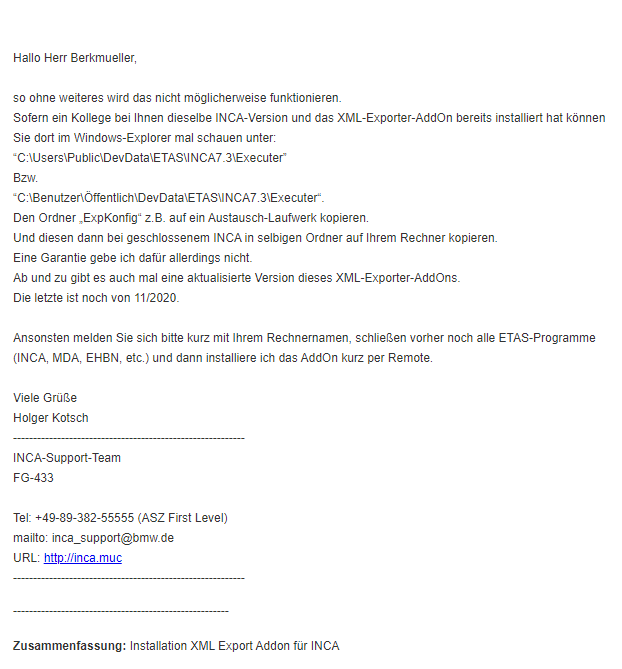 Hallo Herr Berkmueller,
so ohne weiteres wird das nicht möglicherweise funktionieren.
Sofern ein Kollege bei Ihnen dieselbe INCA-Version und das XML-Exporter-AddOn bereits installiert hat können
Sie dort im Windows-Explorer mal schauen unter:
“C:\Users\Public\DevData\ETAS\INCA7.3\Executer”
Bzw.
“C:\Benutzer\Öffentlich\DevData\ETAS\INCA7.3\Executer“.
Den Ordner „ExpKonfig“ z.B. auf ein Austausch-Laufwerk kopieren.
Und diesen dann bei geschlossenem INCA in selbigen Ordner auf Ihrem Rechner kopieren.
Eine Garantie gebe ich dafür allerdings nicht.
Ab und zu gibt es auch mal eine aktualisierte Version dieses XML-Exporter-AddOns.
Die letzte ist noch von 11/2020.
Ansonsten melden Sie sich bitte kurz mit Ihrem Rechnernamen, schließen vorher noch alle ETAS-Programme
(INCA, MDA, EHBN, etc.) und dann installiere ich das AddOn kurz per Remote.
Viele Grüße
Holger Kotsch
----------------------------------------------------------
INCA-Support-Team
FG-433
Tel: +49-89-382-55555 (ASZ First Level)
mailto: inca_support@bmw.de
URL: http://inca.muc
----------------------------------------------------------
------------------------------------------------------
Zusammenfassung: Installation XML Export Addon für INCA